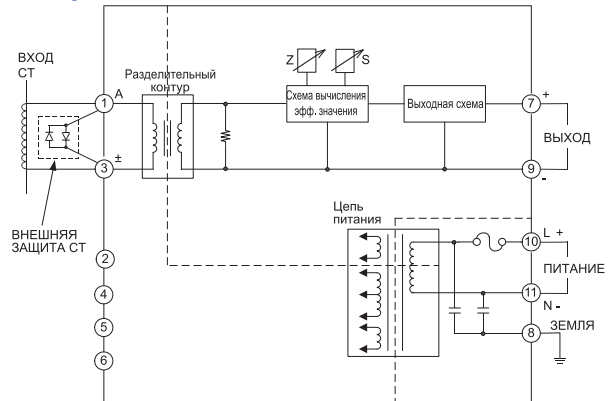 ВХОД
СТ
1
A
Разделительный
контур
Z
S
Схема вычисления
эфф. значения
Выходная схема
7
+
ВЫХОД
3
±
9
-
ВНЕШНЯЯ
ЗАЩИТА СТ
2
4
5
6
Цепь
питания
L +
10
ПИТАНИЕ
11
N -
8
ЗЕМЛЯ